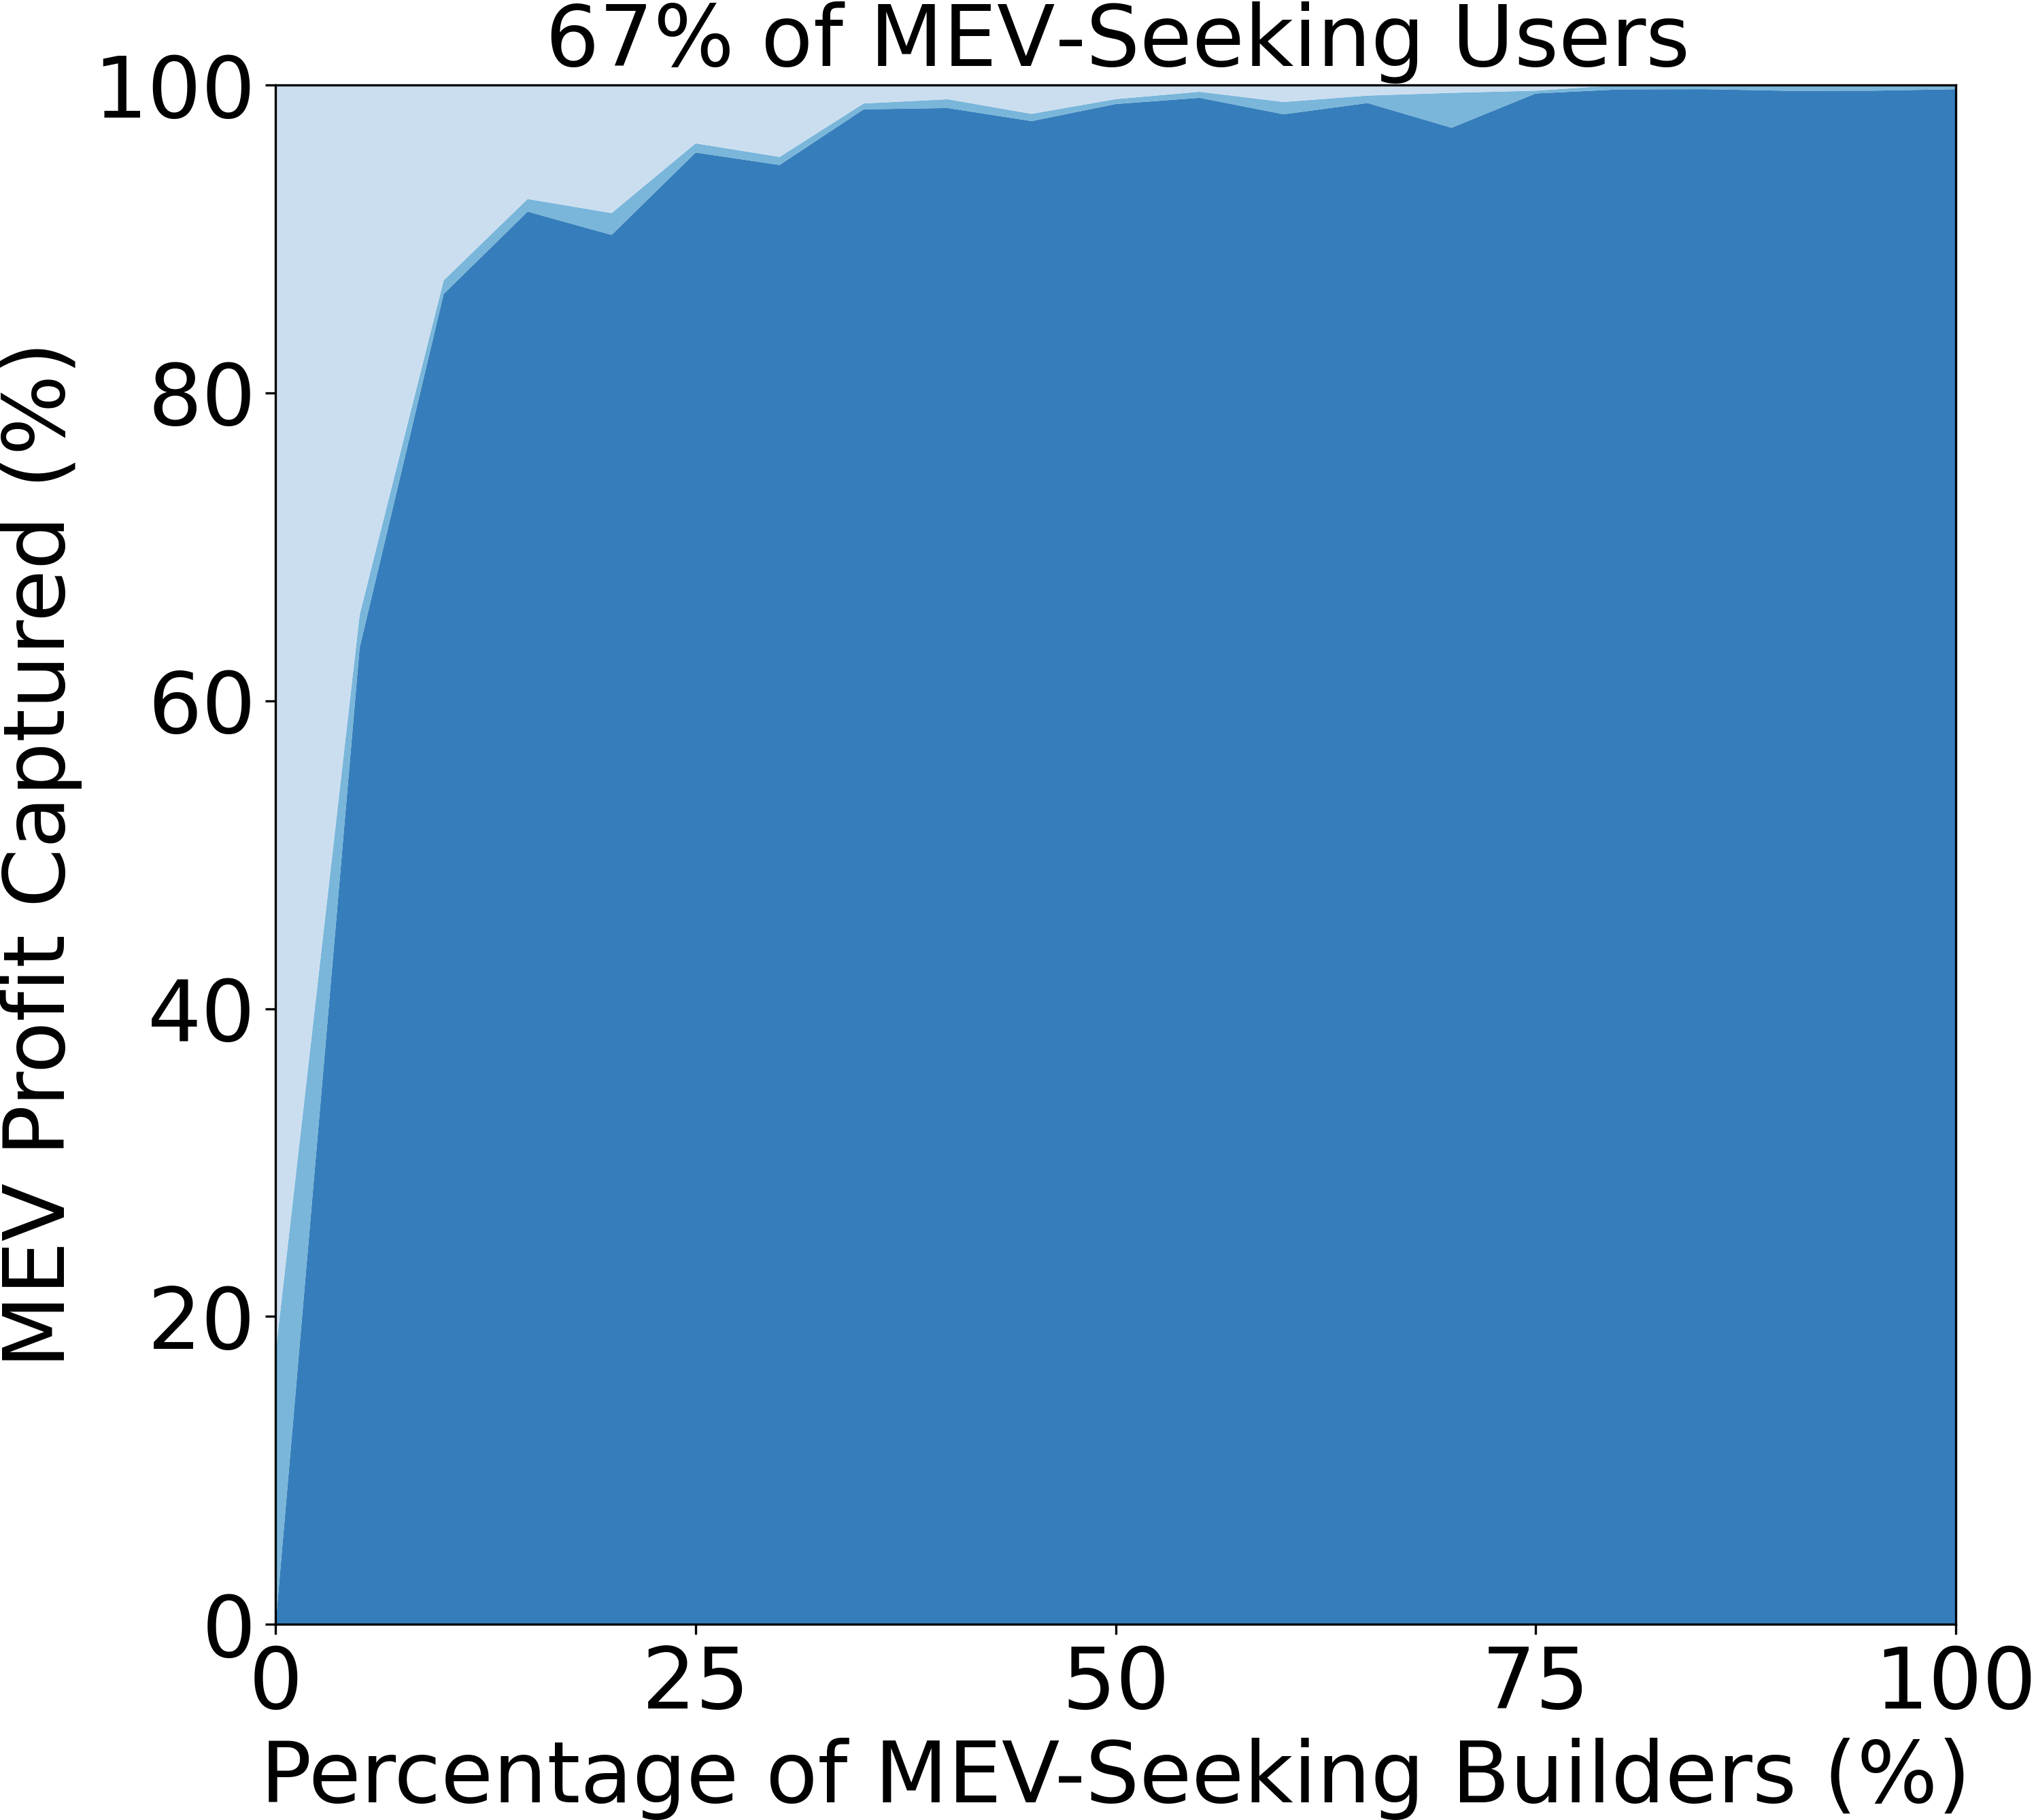 67% of MEV-Seeking Users
MEV Profit Captured (%)
100
80
60
40
20
0
0 25 50 75 100
Percentage of MEV-Seeking Builders (%)